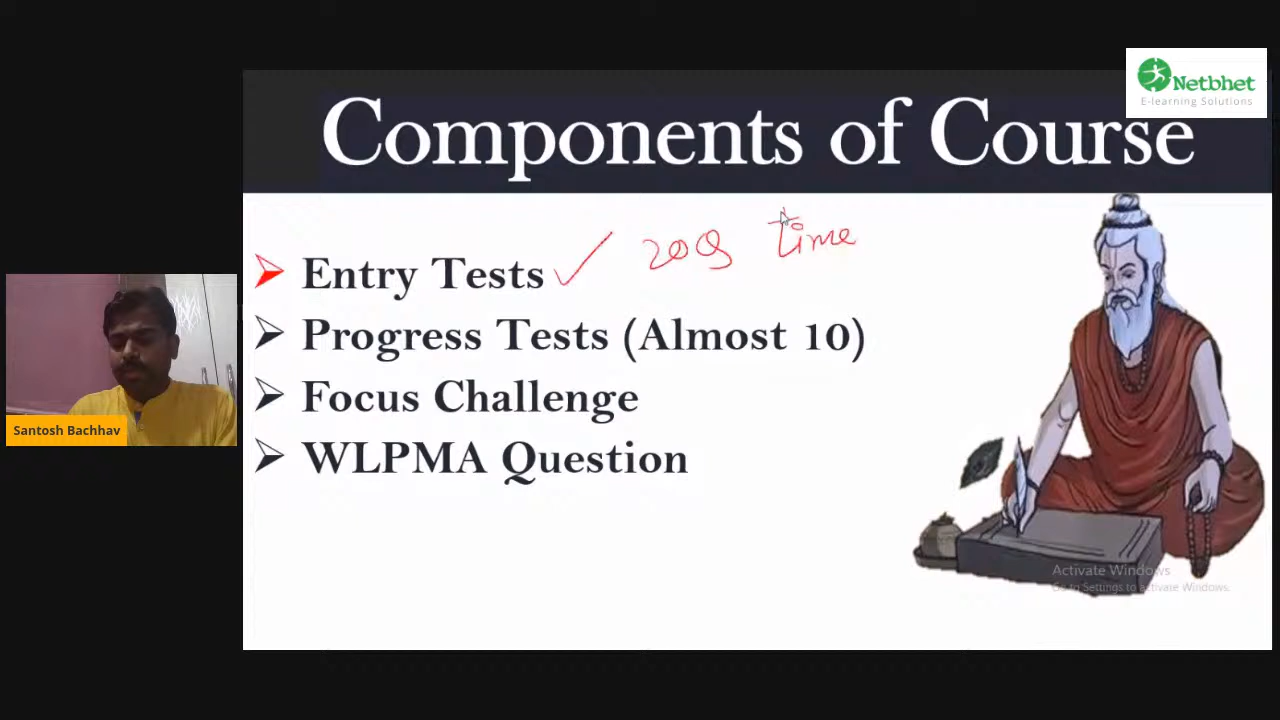 Netbhet
E-learning Solutions
Components of Course
Entry Tests ✓ 20Q time
Progress Tests (Almost 10)
Focus Challenge
WLPMA Question
Santosh Bachhav
Activate Windows
Go to Settings to activate Windows.